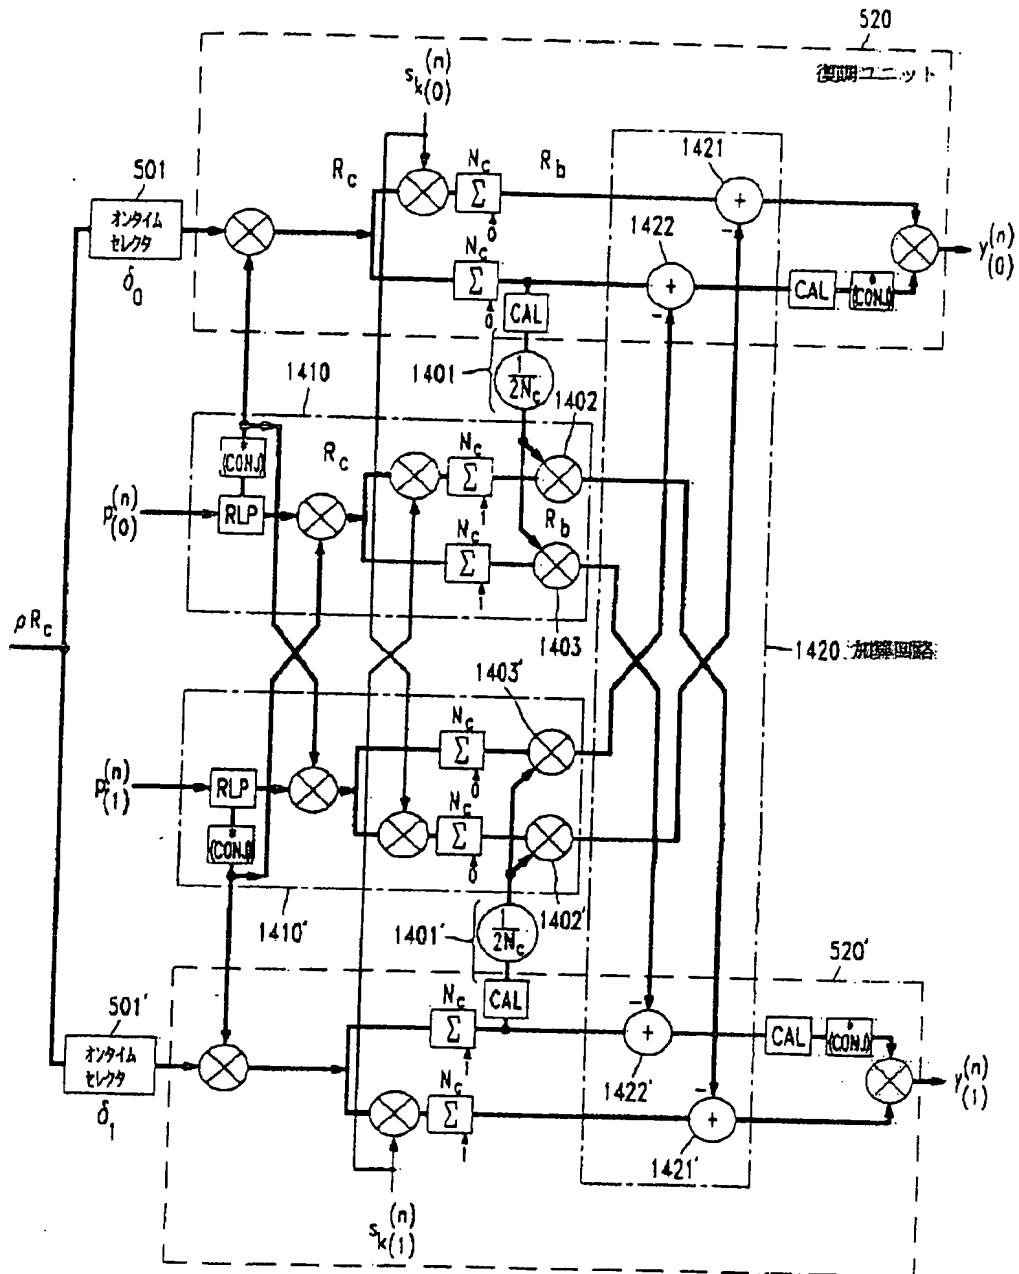 520
復調ユニット
s_k(0)^(n)
1421
501
R_c
N_c
R_b
オンタイム
セレクタ
δ_0
Σ
0
+
-
1422
y_(0)^(n)
N_c
Σ
0
+
-
CAL
*
(CONJ)
CAL
1401
1/2N_c
1410
1402
*
(CONJ)
R_c
N_c
Σ
1
p_(0)^(n)
RLP
N_c
Σ
1
R_b
1403
ρR_c
1420 加算回路
1403'
N_c
Σ
0
p_(1)^(n)
RLP
*
(CONJ)
N_c
Σ
0
1402'
1410'
1401'
1/2N_c
520'
CAL
501'
N_c
Σ
1
-
+
CAL
*
(CONJ)
オンタイム
セレクタ
δ_1
1422'
N_c
Σ
1
-
+
y_(1)^(n)
1421'
s_k(1)^(n)